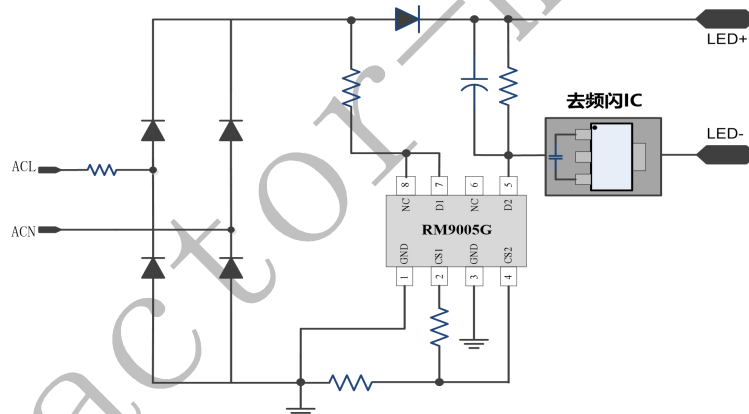 LED+
去频闪IC
LED-
ACL
ACN
8 7 6 5
NC D1 NC D2
RM9005G
GND CS1 GND CS2
1 2 3 4
actor-